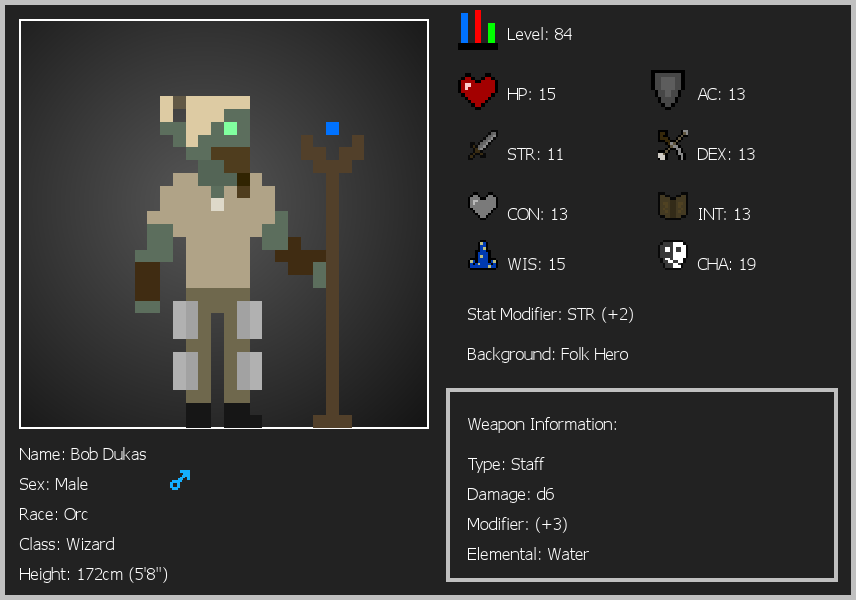 Level: 84
HP: 15
AC: 13
STR: 11
DEX: 13
CON: 13
INT: 13
WIS: 15
CHA: 19
Stat Modifier: STR (+2)
Background: Folk Hero
Weapon Information:
Type: Staff
Damage: d6
Modifier: (+3)
Elemental: Water
Name: Bob Dukas
Sex: Male
Race: Orc
Class: Wizard
Height: 172cm (5'8")